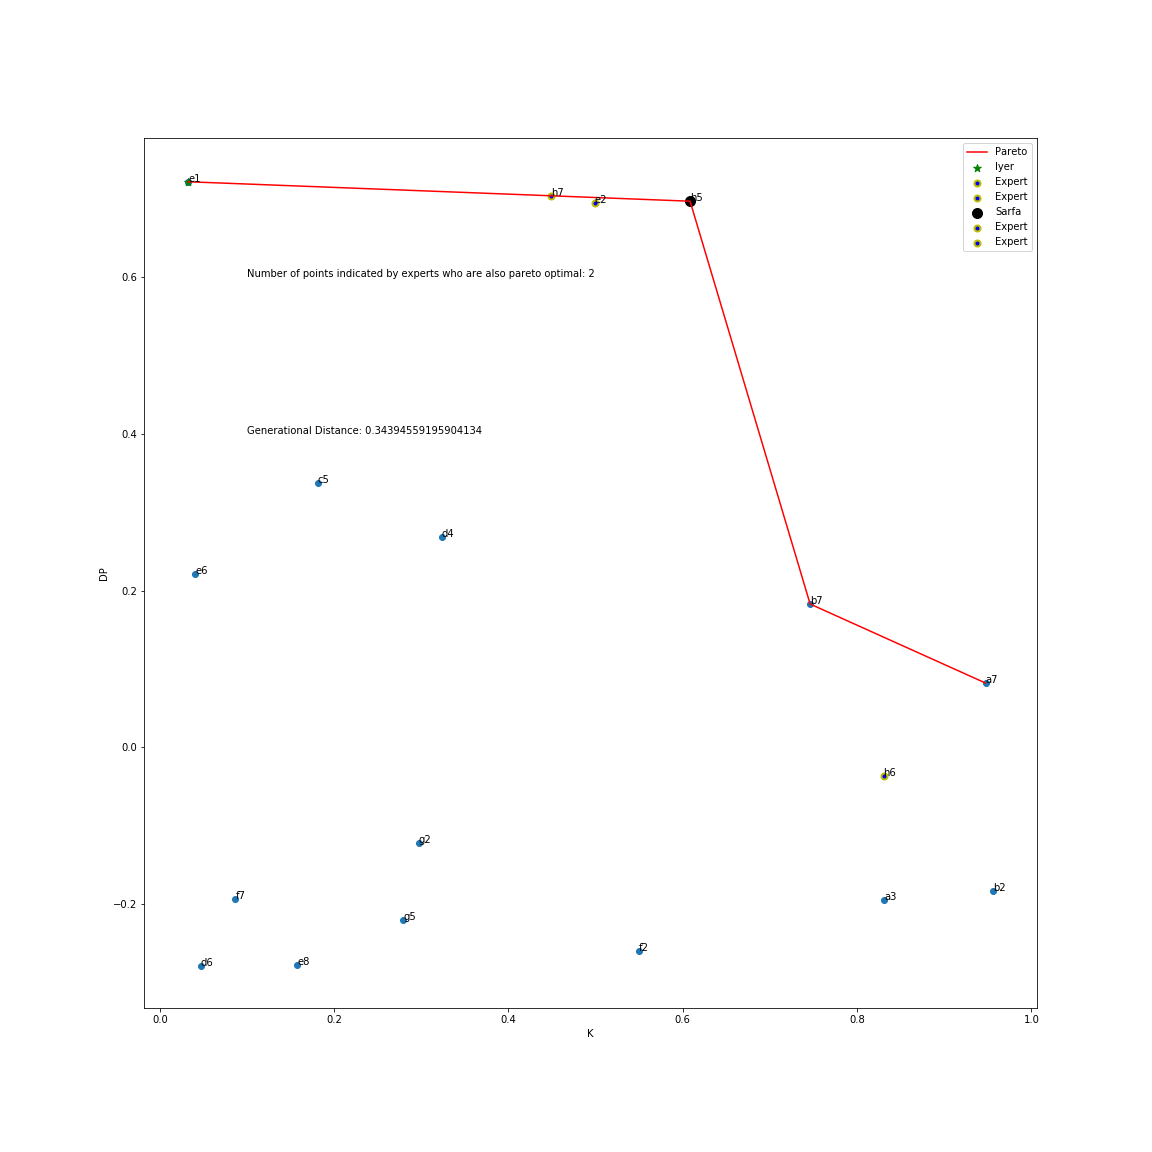 Pareto
Iyer
Expert
Expert
Sarfa
Expert
Expert
e1
h7
e2
h5
0.6
Number of points indicated by experts who are also pareto optimal: 2
0.4
Generational Distance: 0.34394559195904134
c5
d4
e6
DP
0.2
b7
a7
0.0
h6
g2
b2
f7
a3
−0.2
g5
f2
d6
e8
0.0
0.2
0.4
0.6
0.8
1.0
K